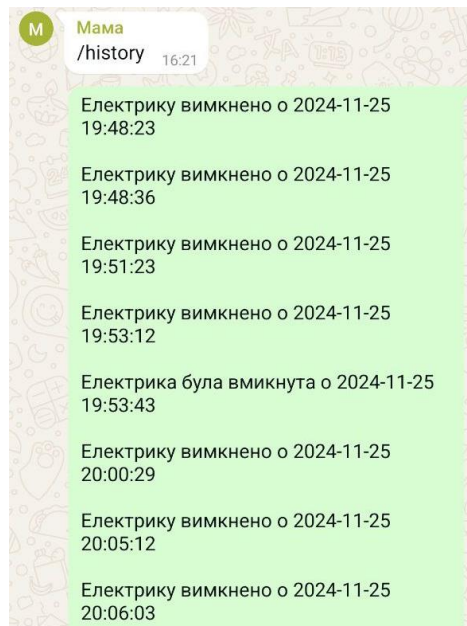 М
Мама
/history 16:21
Електрику вимкнено о 2024-11-25
19:48:23
Електрику вимкнено о 2024-11-25
19:48:36
Електрику вимкнено о 2024-11-25
19:51:23
Електрику вимкнено о 2024-11-25
19:53:12
Електрика була вмикнута о 2024-11-25
19:53:43
Електрику вимкнено о 2024-11-25
20:00:29
Електрику вимкнено о 2024-11-25
20:05:12
Електрику вимкнено о 2024-11-25
20:06:03